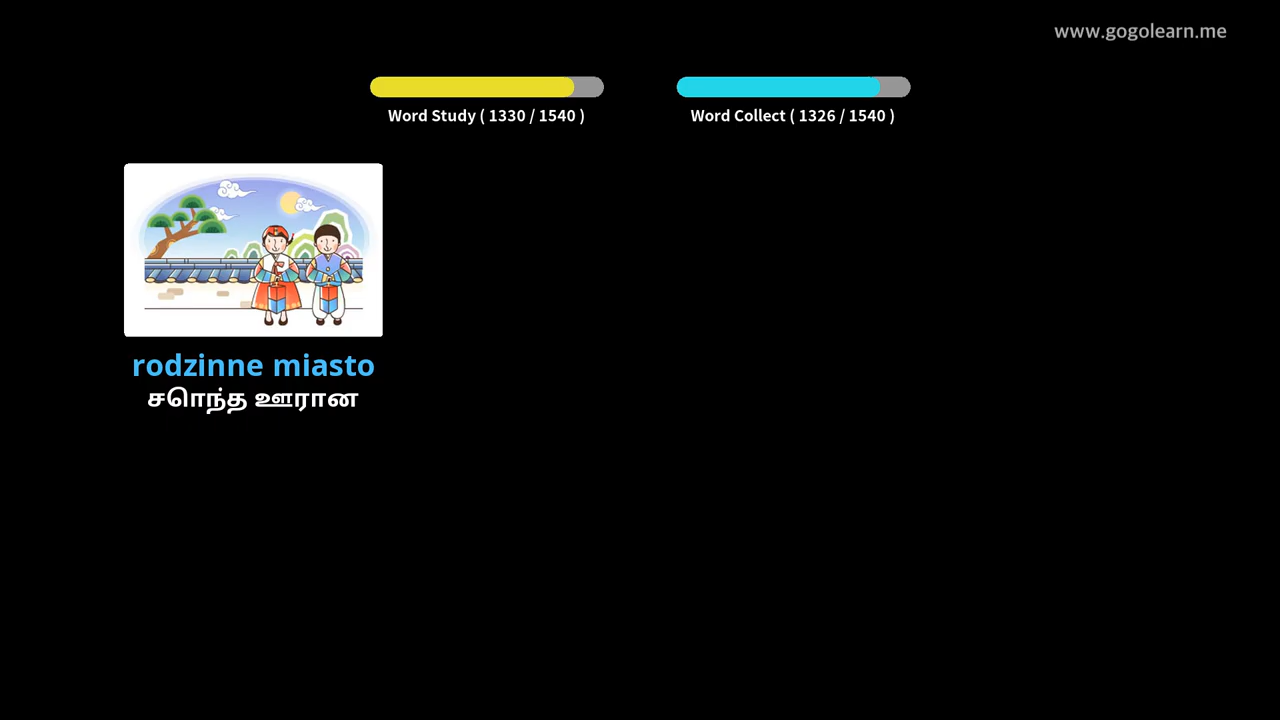 www.gogolearn.me
Word Study ( 1330 / 1540 )
Word Collect ( 1326 / 1540 )
rodzinne miasto
சொந்த ஊரான